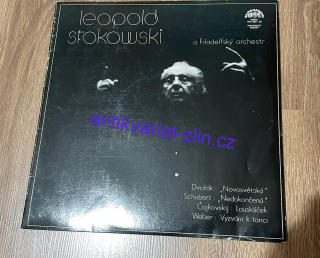 leopold
stokowski
a Filadelfský orchestr
antikvariat-zlin.cz
Dvořák „Novosvětská"
Schubert „Nedokončená"
Čajkovskij : Louskáček
Weber : Vyzvání k tanci